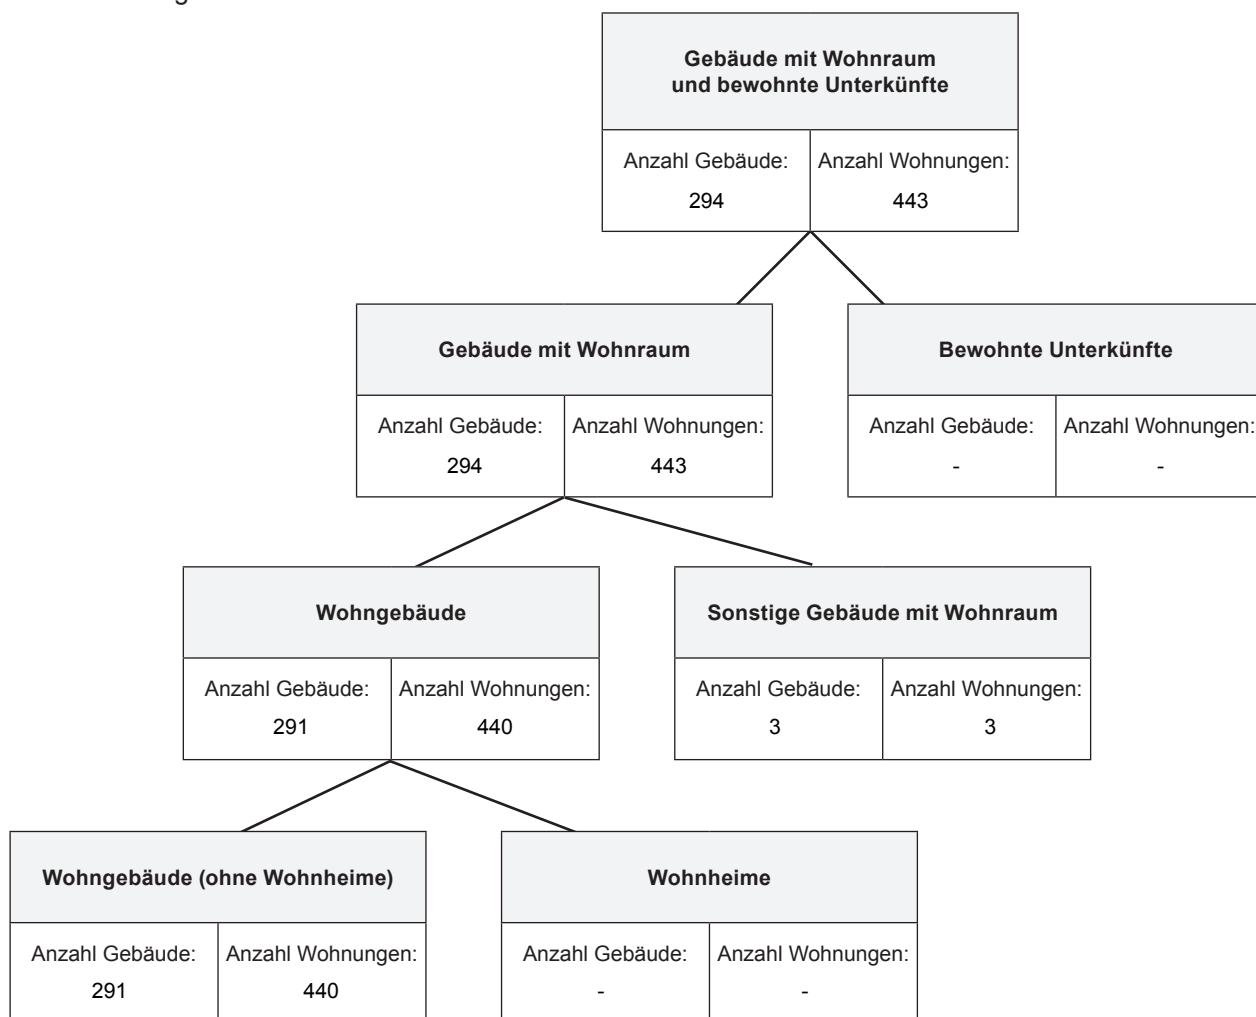 Gebäude mit Wohnraum
und bewohnte Unterkünfte
Anzahl Gebäude: Anzahl Wohnungen:
294 443
Gebäude mit Wohnraum Bewohnte Unterkünfte
Anzahl Gebäude: Anzahl Wohnungen: Anzahl Gebäude: Anzahl Wohnungen:
294 443 - -
Wohngebäude Sonstige Gebäude mit Wohnraum
Anzahl Gebäude: Anzahl Wohnungen: Anzahl Gebäude: Anzahl Wohnungen:
291 440 3 3
Wohngebäude (ohne Wohnheime) Wohnheime
Anzahl Gebäude: Anzahl Wohnungen: Anzahl Gebäude: Anzahl Wohnungen:
291 440 - -